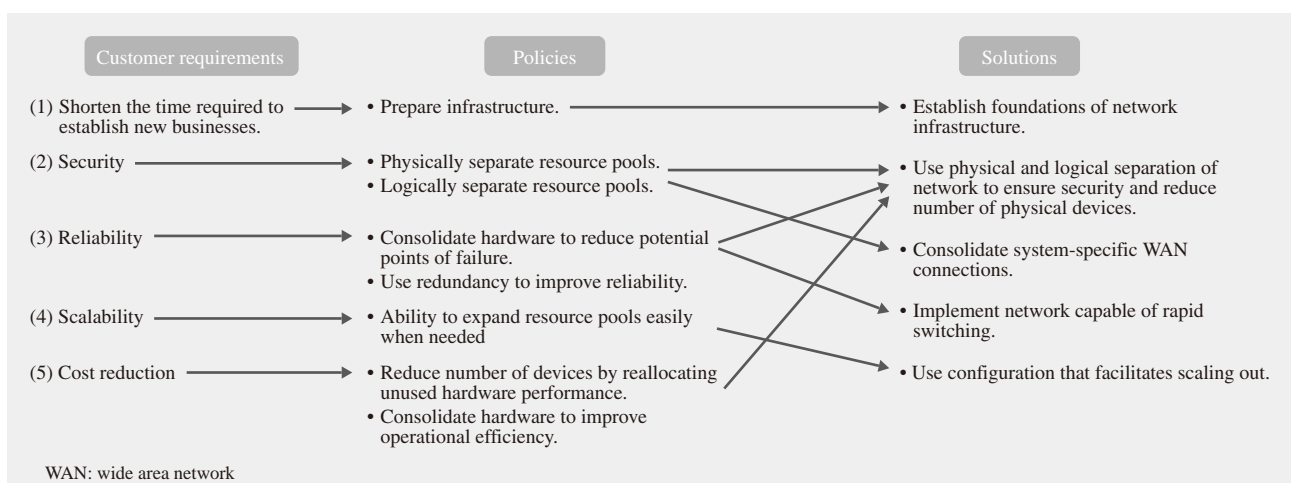 Customer requirements
Policies
Solutions
(1) Shorten the time required to
establish new businesses.
• Prepare infrastructure.
• Establish foundations of network
infrastructure.
(2) Security
• Physically separate resource pools.
• Logically separate resource pools.
• Use physical and logical separation of
network to ensure security and reduce
number of physical devices.
(3) Reliability
• Consolidate hardware to reduce potential
points of failure.
• Use redundancy to improve reliability.
• Consolidate system-specific WAN
connections.
(4) Scalability
• Ability to expand resource pools easily
when needed
• Implement network capable of rapid
switching.
(5) Cost reduction
• Reduce number of devices by reallocating
unused hardware performance.
• Consolidate hardware to improve
operational efficiency.
• Use configuration that facilitates scaling out.
WAN: wide area network